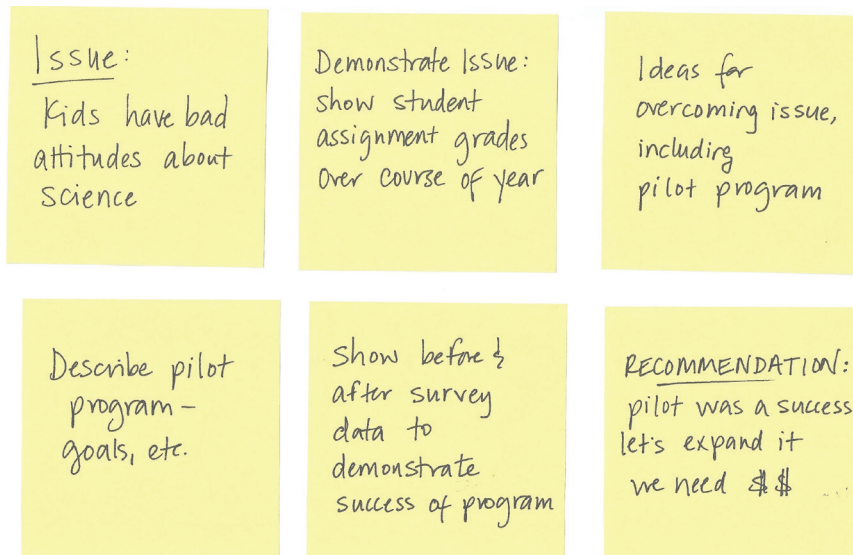 Issue:
Kids have bad
attitudes about
science
Demonstrate Issue:
show student
assignment grades
over course of year
Ideas for
overcoming issue,
including
pilot program
Describe pilot
program –
goals, etc.
Show before &
after survey
data to
demonstrate
success of program
RECOMMENDATION:
pilot was a success
let's expand it
we need $$